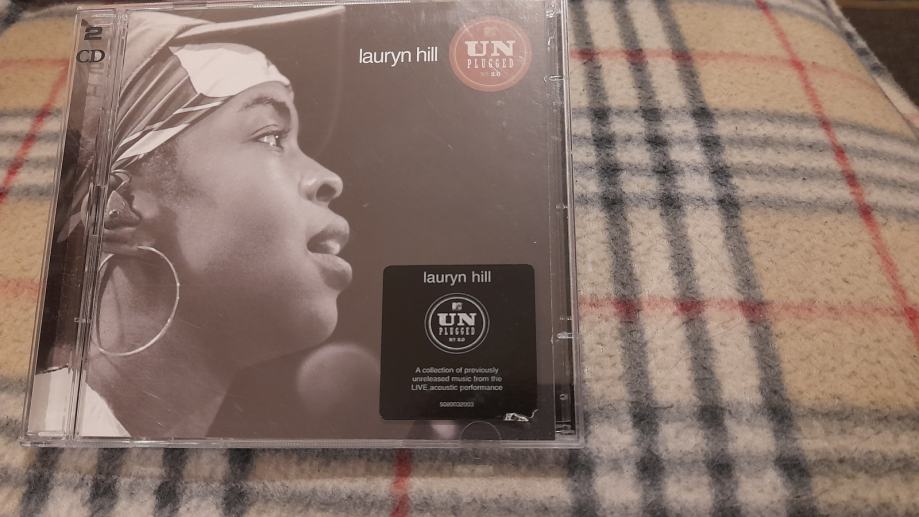 2
CD
lauryn hill
UN
PLUGGED
Nº 2.0
lauryn hill
UN
PLUGGED
Nº 2.0
A collection of previously
unreleased music from the
LIVE,acoustic performance